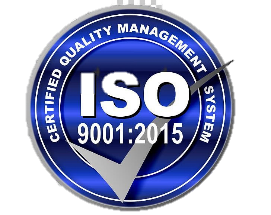 CERTIFIED QUALITY MANAGEMENT SYSTEM
ISO
9001:2015